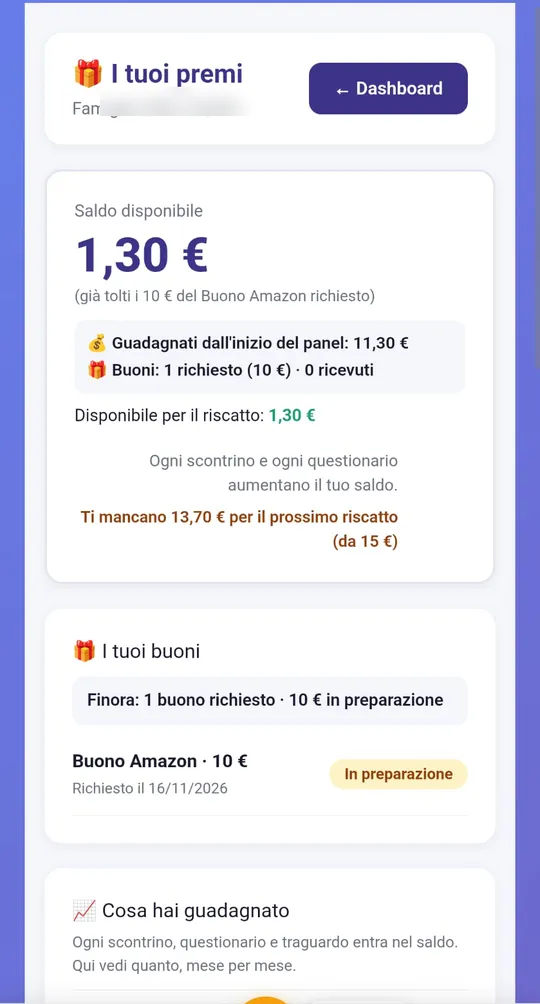 🎁 I tuoi premi
← Dashboard
Saldo disponibile
1,30 €
(già tolti i 10 € del Buono Amazon richiesto)
💰 Guadagnati dall'inizio del panel: 11,30 €
🎁 Buoni: 1 richiesto (10 €) · 0 ricevuti
Disponibile per il riscatto: 1,30 €
Ogni scontrino e ogni questionario
aumentano il tuo saldo.
Ti mancano 13,70 € per il prossimo riscatto
(da 15 €)
🎁 I tuoi buoni
Finora: 1 buono richiesto · 10 € in preparazione
Buono Amazon · 10 €
In preparazione
Richiesto il 16/11/2026
📈 Cosa hai guadagnato
Ogni scontrino, questionario e traguardo entra nel saldo.
Qui vedi quanto, mese per mese.